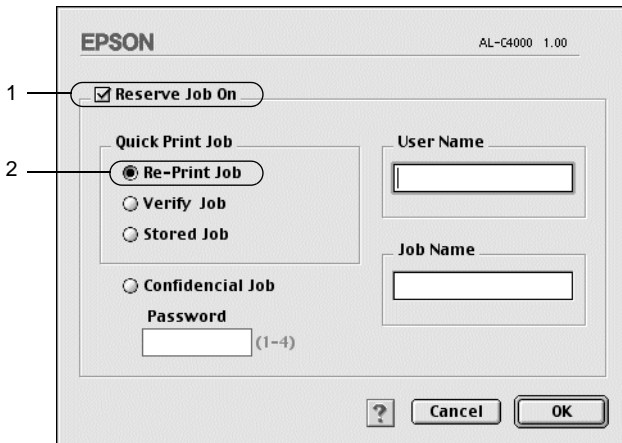 EPSON
AL-C4000 1.00
1
Reserve Job On
Quick Print Job
2
Re-Print Job
Verify Job
Stored Job
Confidencial Job
Password
(1-4)
User Name
Job Name
?
Cancel
OK